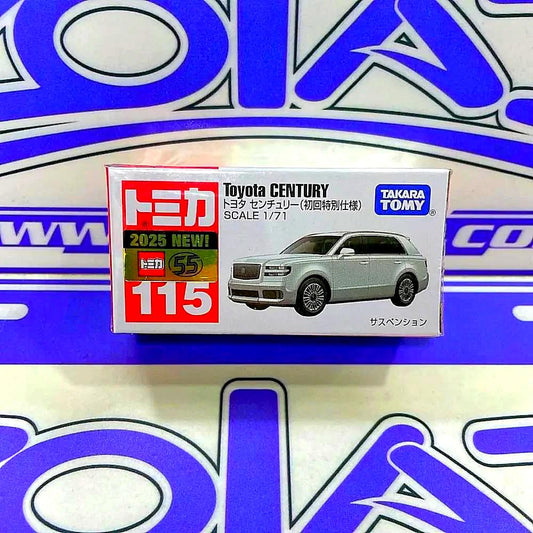 トミカ
2025 NEW!
トミカ 55
115
Toyota CENTURY
トヨタ センチュリー(初回特別仕様)
SCALE 1/71
TAKARA
TOMY®
サスペンション
www.
.co